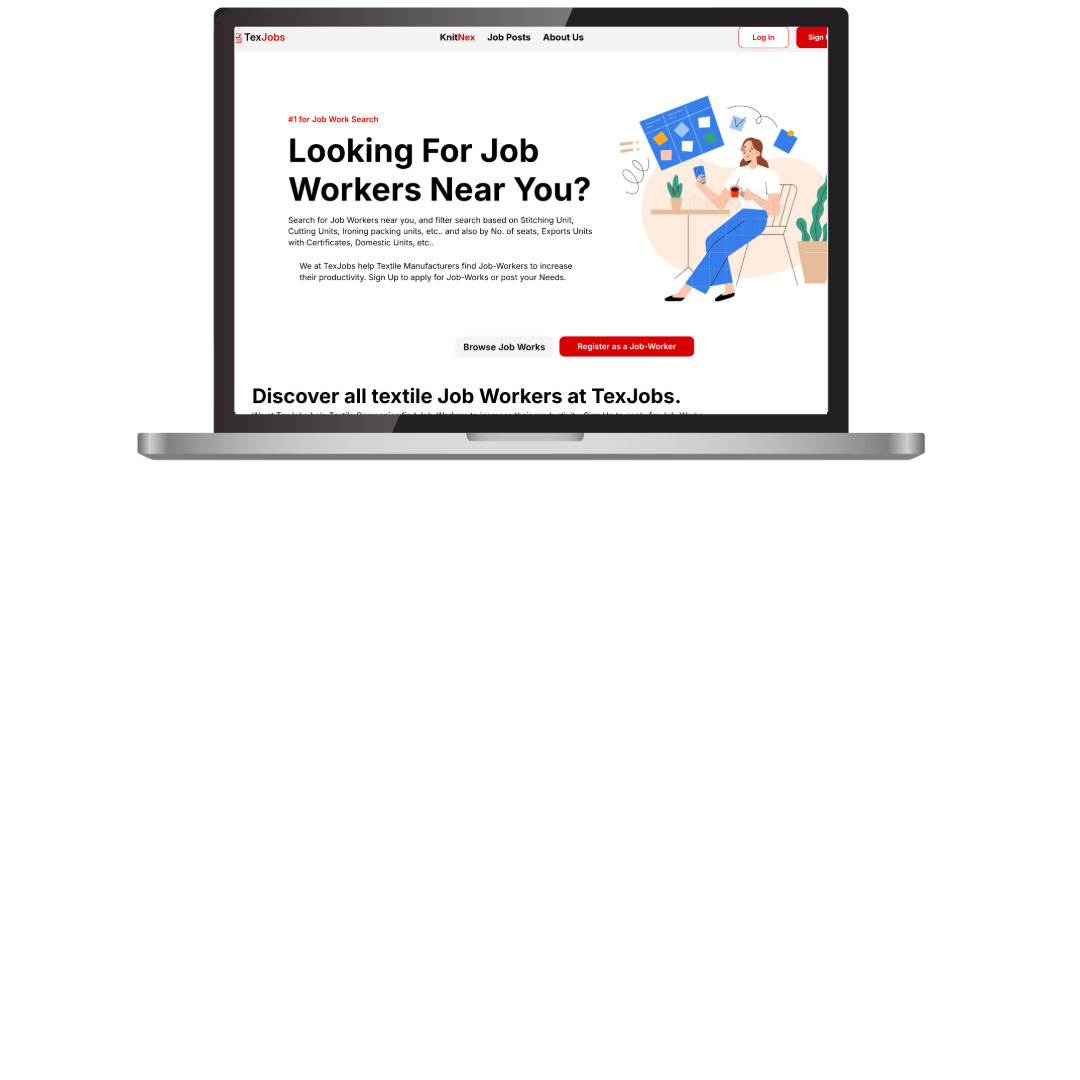 TexJobs
KnitNex Job Posts About Us
Log In
Sign
#1 for Job Work Search
Looking For Job
Workers Near You?
Search for Job Workers near you, and filter search based on Stitching Unit,
Cutting Units, Ironing packing units, etc.. and also by No. of seats, Exports Units
with Certificates, Domestic Units, etc..
We at TexJobs help Textile Manufacturers find Job-Workers to increase
their productivity. Sign Up to apply for Job-Works or post your Needs.
Browse Job Works
Register as a Job-Worker
Discover all textile Job Workers at TexJobs.